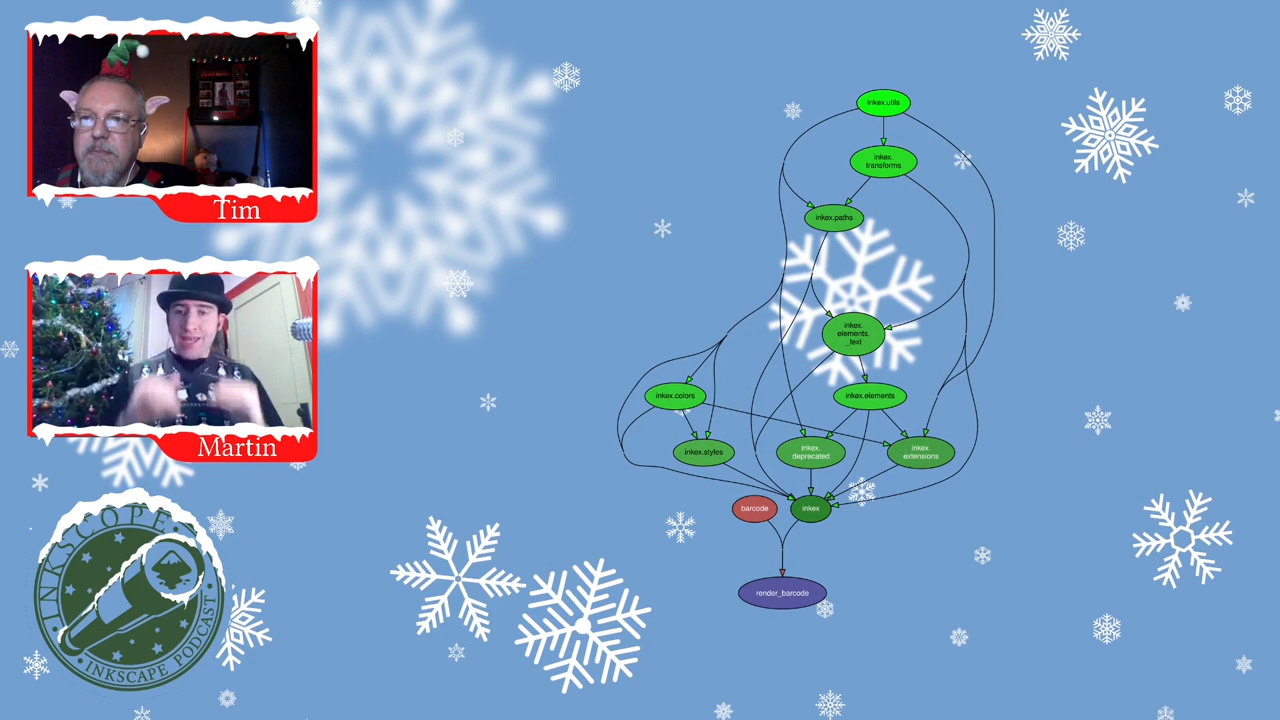 Tim
Martin
INKSCOPE
INKSCAPE PODCAST
inkex.utils
inkex.
transforms
inkex.paths
inkex.
elements.
_text
inkex.colors
inkex.elements
inkex.styles
inkex.
deprecated
inkex.
extensions
barcode
inkex
render_barcode